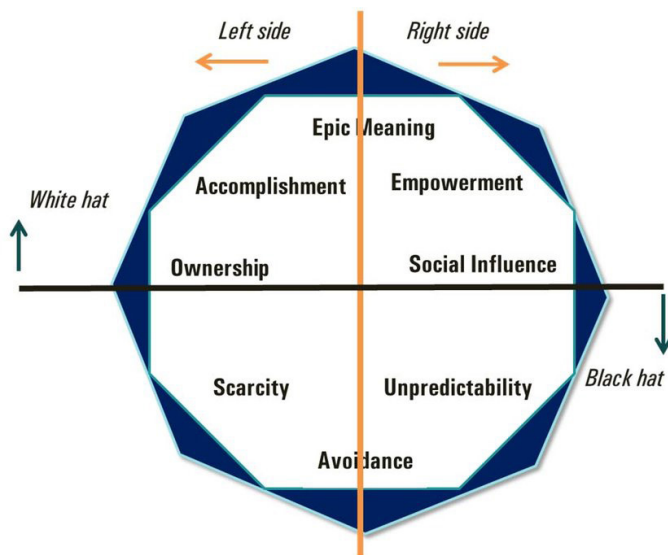 Left side
Right side
Epic Meaning
Accomplishment
Empowerment
White hat
Ownership
Social Influence
Scarcity
Unpredictability
Black hat
Avoidance